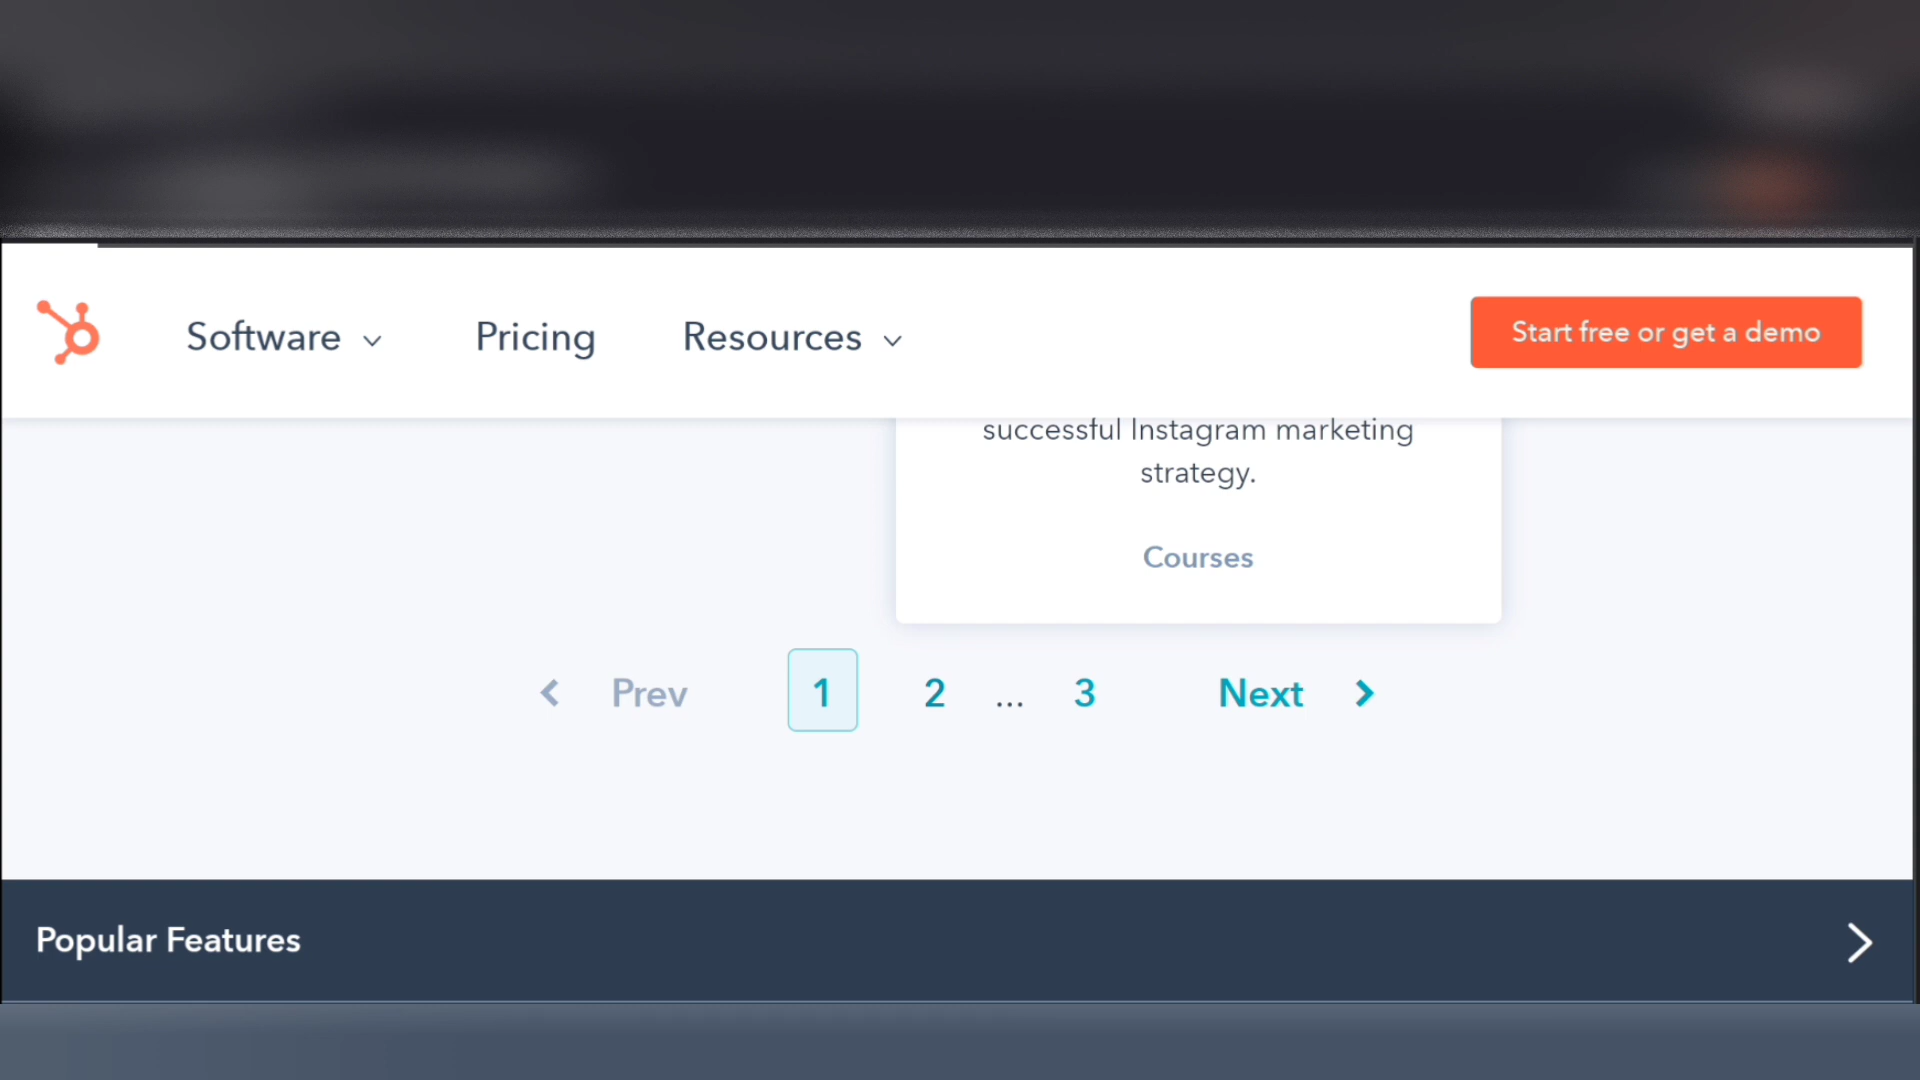 Software
Pricing
Resources
Start free or get a demo
successful Instagram marketing
strategy.
Courses
Prev
1
2
...
3
Next
Popular Features